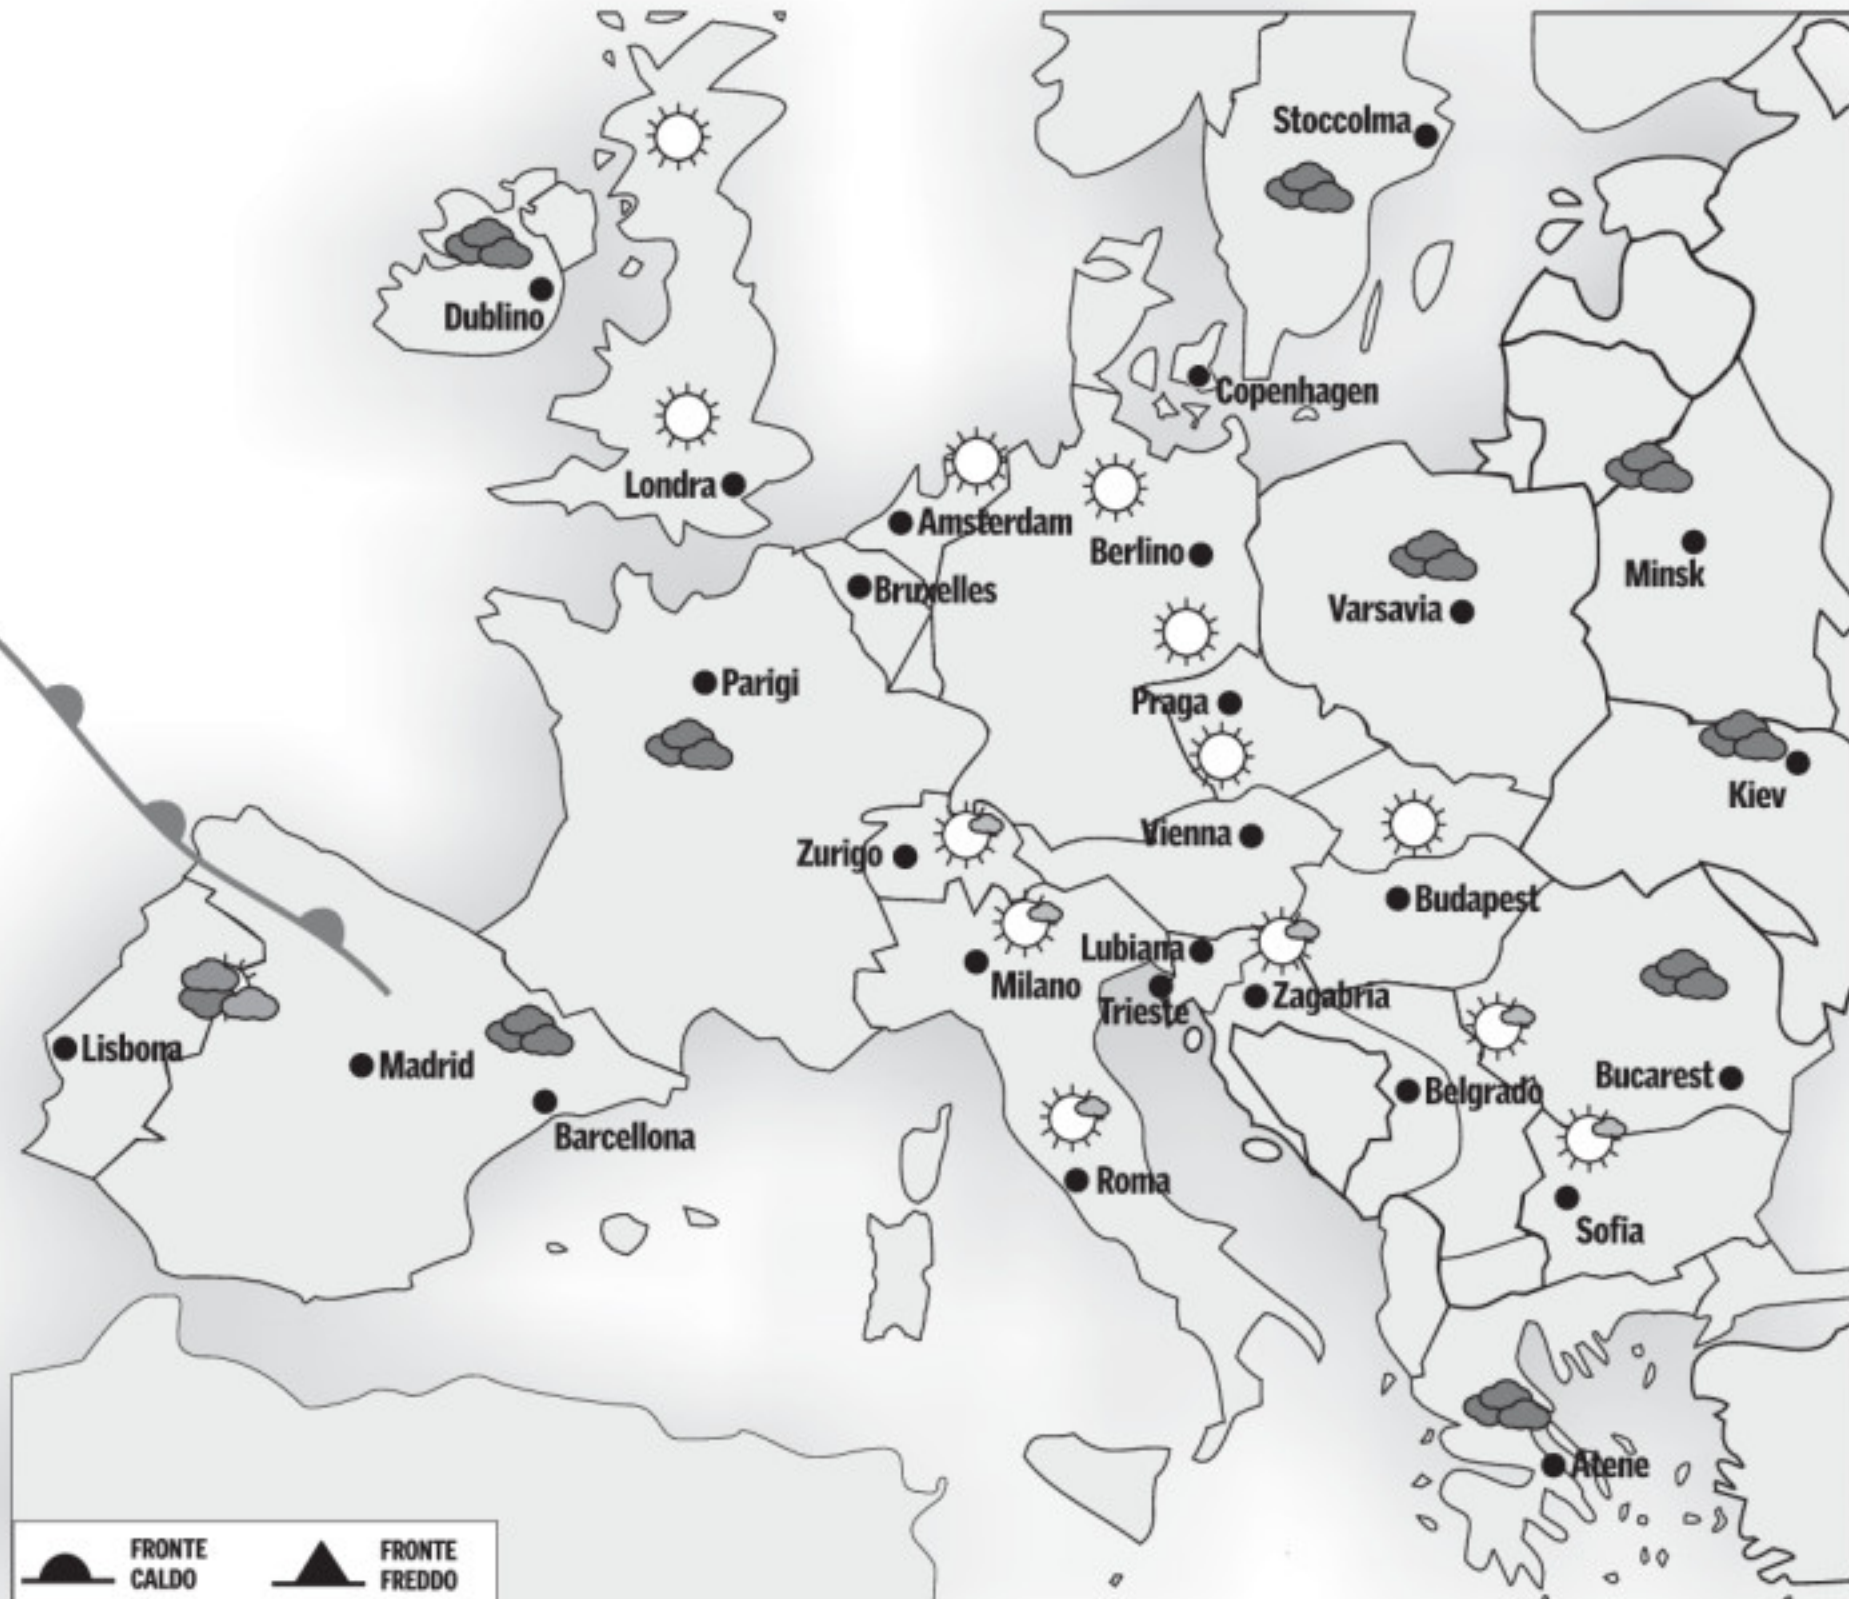 Stoccolma
Dublino
Copenhagen
Londra
Amsterdam
Berlino
Bruxelles
Minsk
Varsavia
Parigi
Praga
Kiev
Vienna
Zurigo
Budapest
Lubiana
Milano
Zagabria
Trieste
Lisbona
Madrid
Belgrado
Bucarest
Barcellona
Roma
Sofia
Atene
FRONTE
CALDO
FRONTE
FREDDO